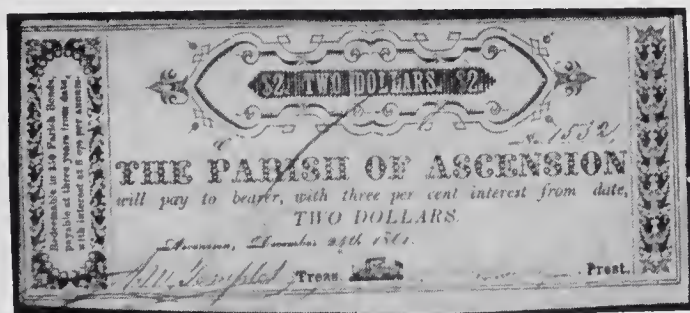 Redeemable in $10 Parish Bonds,
payable at three years from date,
with interest at 8 per annum.
$2 TWO DOLLARS. $2
No. 1532
THE PARISH OF ASCENSION
will pay to bearer, with three per cent interest from date,
TWO DOLLARS.
Ascension, December 24th 1861.
Treas.
Prest.